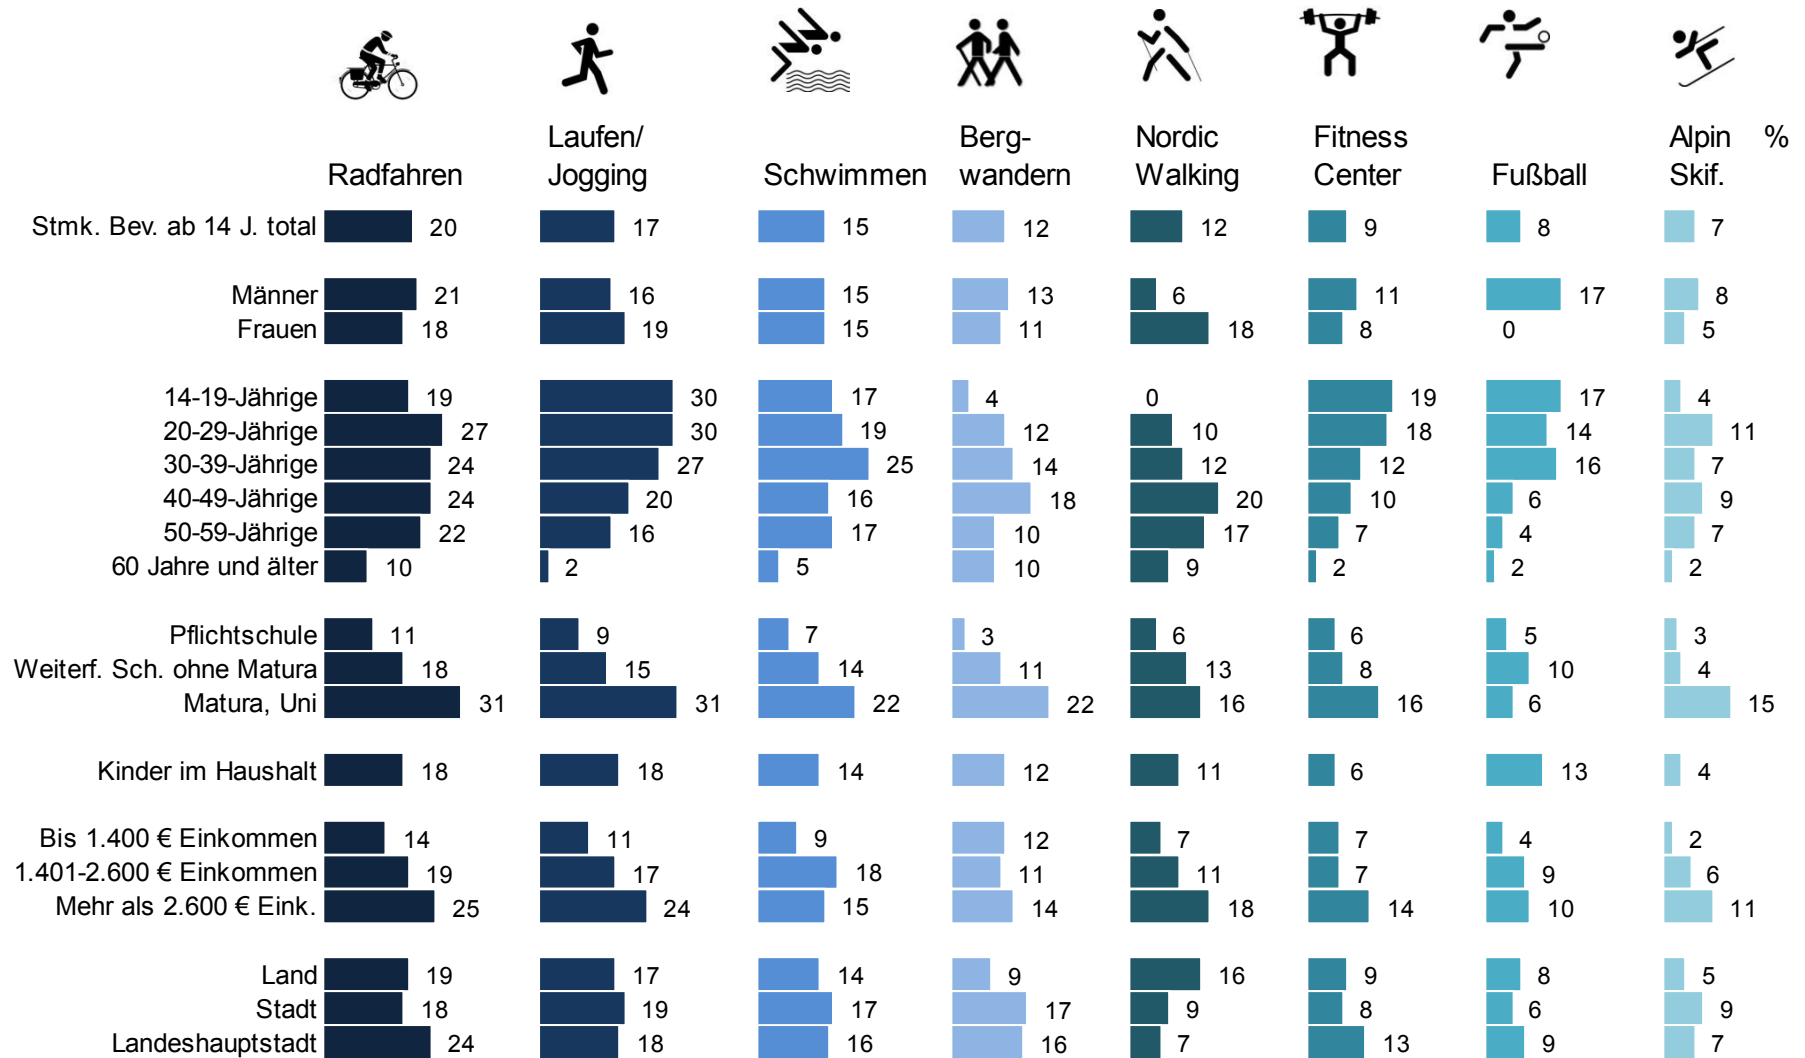 Laufen/ Berg- Nordic Fitness Alpin %
Radfahren Jogging Schwimmen wandern Walking Center Fußball Skif.
Stmk. Bev. ab 14 J. total 20 17 15 12 12 9 8 7
Männer 21 16 15 13 6 11 17 8
Frauen 18 19 15 11 18 8 0 5
14-19-Jährige 19 30 17 4 0 19 17 4
20-29-Jährige 27 30 19 12 10 18 14 11
30-39-Jährige 24 27 25 14 12 12 16 7
40-49-Jährige 24 20 16 18 20 10 6 9
50-59-Jährige 22 16 17 10 17 7 4 7
60 Jahre und älter 10 2 5 10 9 2 2 2
Pflichtschule 11 9 7 3 6 6 5 3
Weiterf. Sch. ohne Matura 18 15 14 11 13 8 10 4
Matura, Uni 31 31 22 22 16 16 6 15
Kinder im Haushalt 18 18 14 12 11 6 13 4
Bis 1.400 € Einkommen 14 11 9 12 7 7 4 2
1.401-2.600 € Einkommen 19 17 18 11 11 7 9 6
Mehr als 2.600 € Eink. 25 24 15 14 18 14 10 11
Land 19 17 14 9 16 9 8 5
Stadt 18 19 17 17 9 8 6 9
Landeshauptstadt 24 18 16 16 7 13 9 7